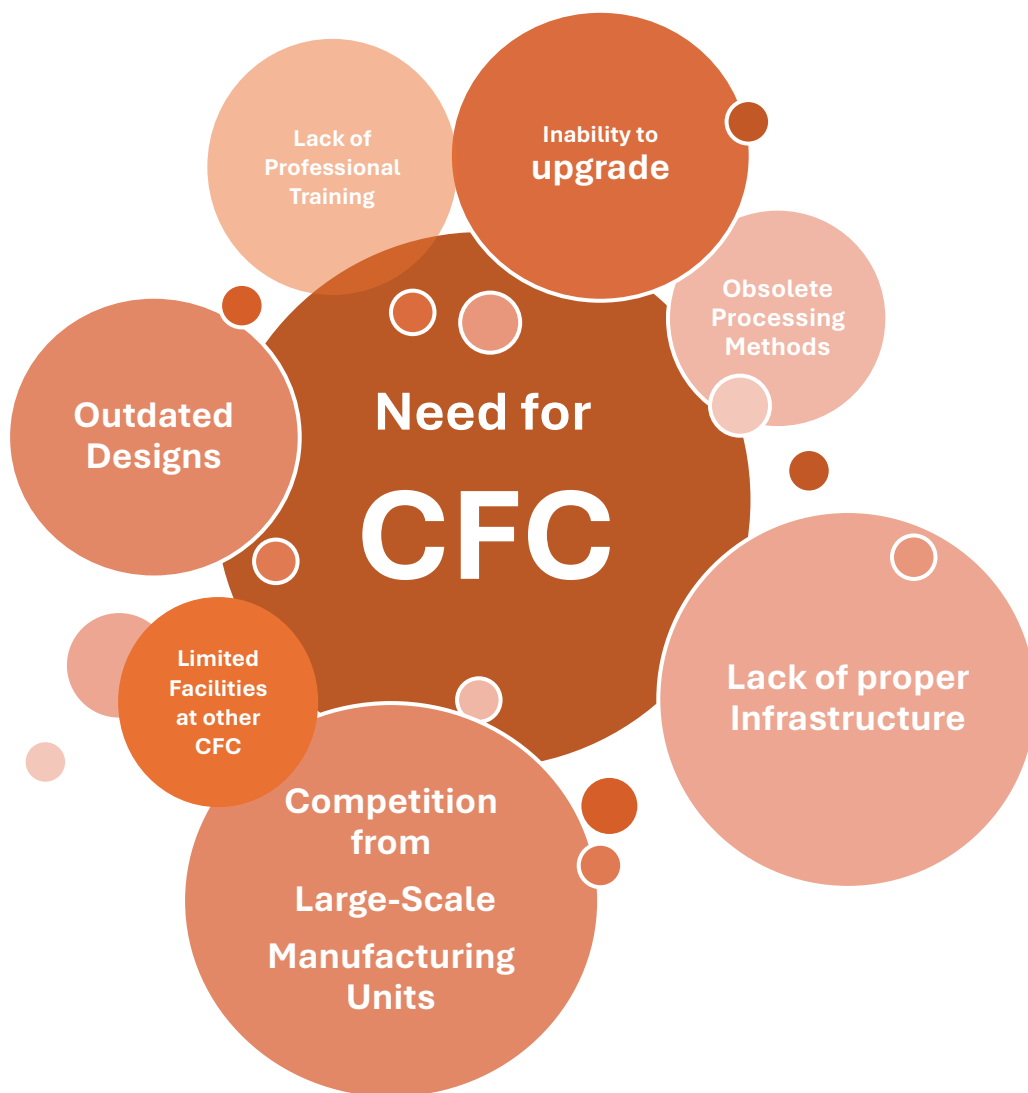 Lack of
Professional
Training
Inability to
upgrade
Obsolete
Processing
Methods
Outdated
Designs
Need for
CFC
Limited
Facilities
at other
CFC
Lack of proper
Infrastructure
Competition
from
Large-Scale
Manufacturing
Units